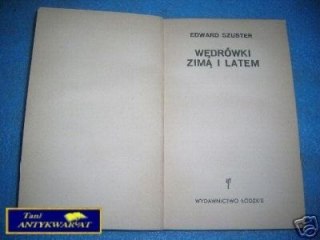 EDWARD SZUSTER
WĘDRÓWKI
ZIMĄ I LATEM
WYDAWNICTWO ŁÓDZKIE
Tani
ANTYKWARIAT